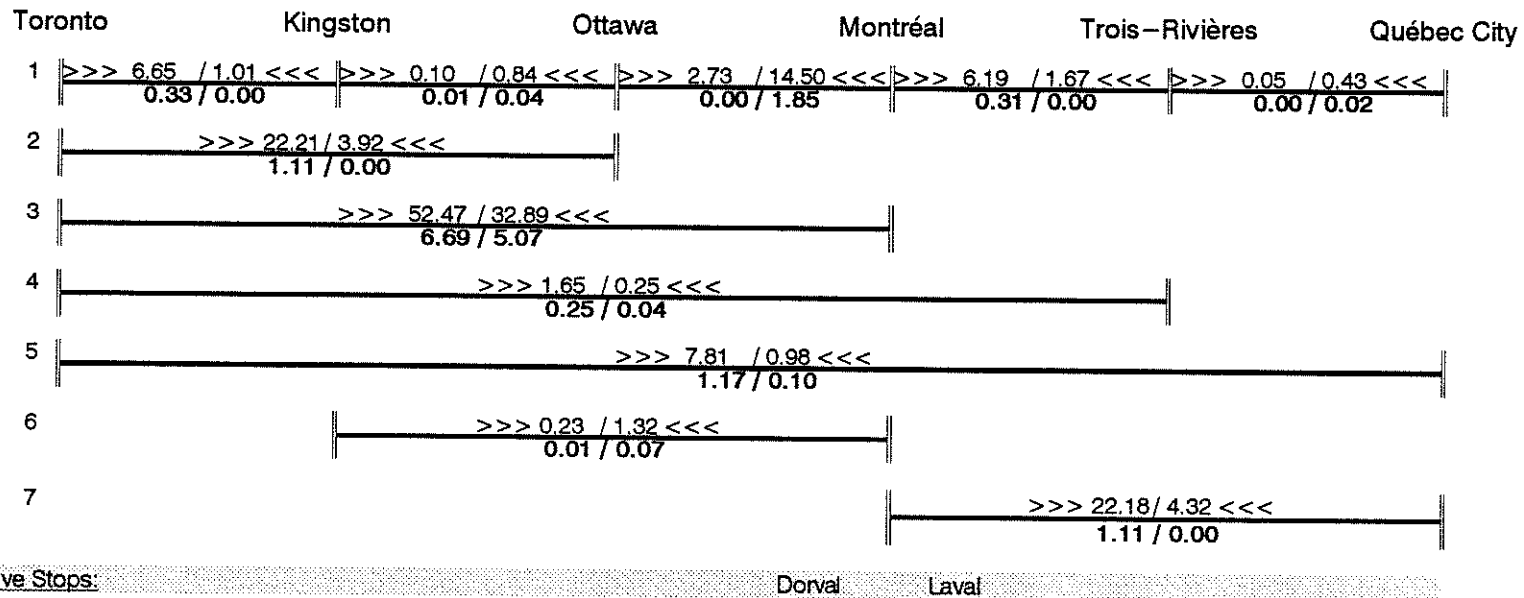 Toronto Kingston Ottawa Montréal Trois-Rivières Québec City
1 >>> 6.65 / 1.01 <<< >>> 0.10 / 0.84 <<< >>> 2.73 / 14.50 <<< >>> 6.19 / 1.67 <<< >>> 0.05 / 0.43 <<<
0.33 / 0.00 0.01 / 0.04 0.00 / 1.85 0.31 / 0.00 0.00 / 0.02
2 >>> 22.21 / 3.92 <<<
1.11 / 0.00
3 >>> 52.47 / 32.89 <<<
6.69 / 5.07
4 >>> 1.65 / 0.25 <<<
0.25 / 0.04
5 >>> 7.81 / 0.98 <<<
1.17 / 0.10
6 >>> 0.23 / 1.32 <<<
0.01 / 0.07
7 >>> 22.18 / 4.32 <<<
1.11 / 0.00
ve Stops: Dorval Laval